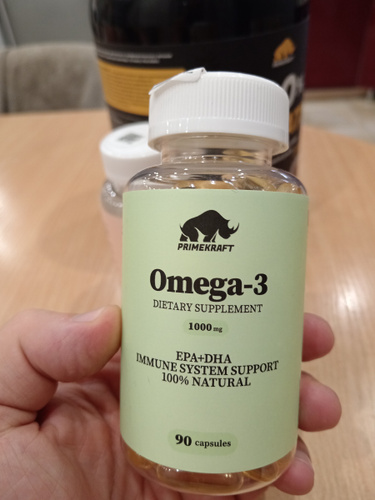 PRIMEKRAFT
Omega-3
DIETARY SUPPLEMENT
1000 mg
EPA+DHA
IMMUNE SYSTEM SUPPORT
100% NATURAL
90 capsules